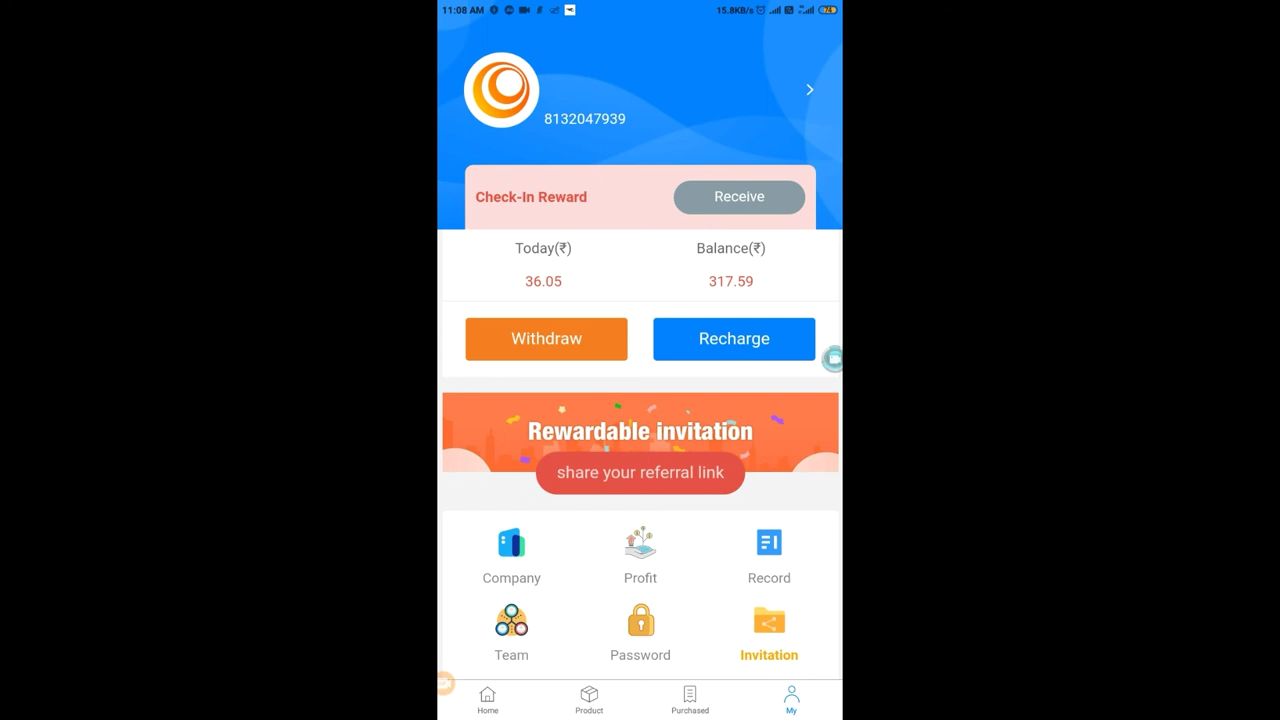 11:08 AM
15.8KB/s
74
8132047939
Check-In Reward
Receive
Today(₹)
Balance(₹)
36.05
317.59
Withdraw
Recharge
Rewardable invitation
share your referral link
Company
Profit
Record
Team
Password
Invitation
Home
Product
Purchased
My